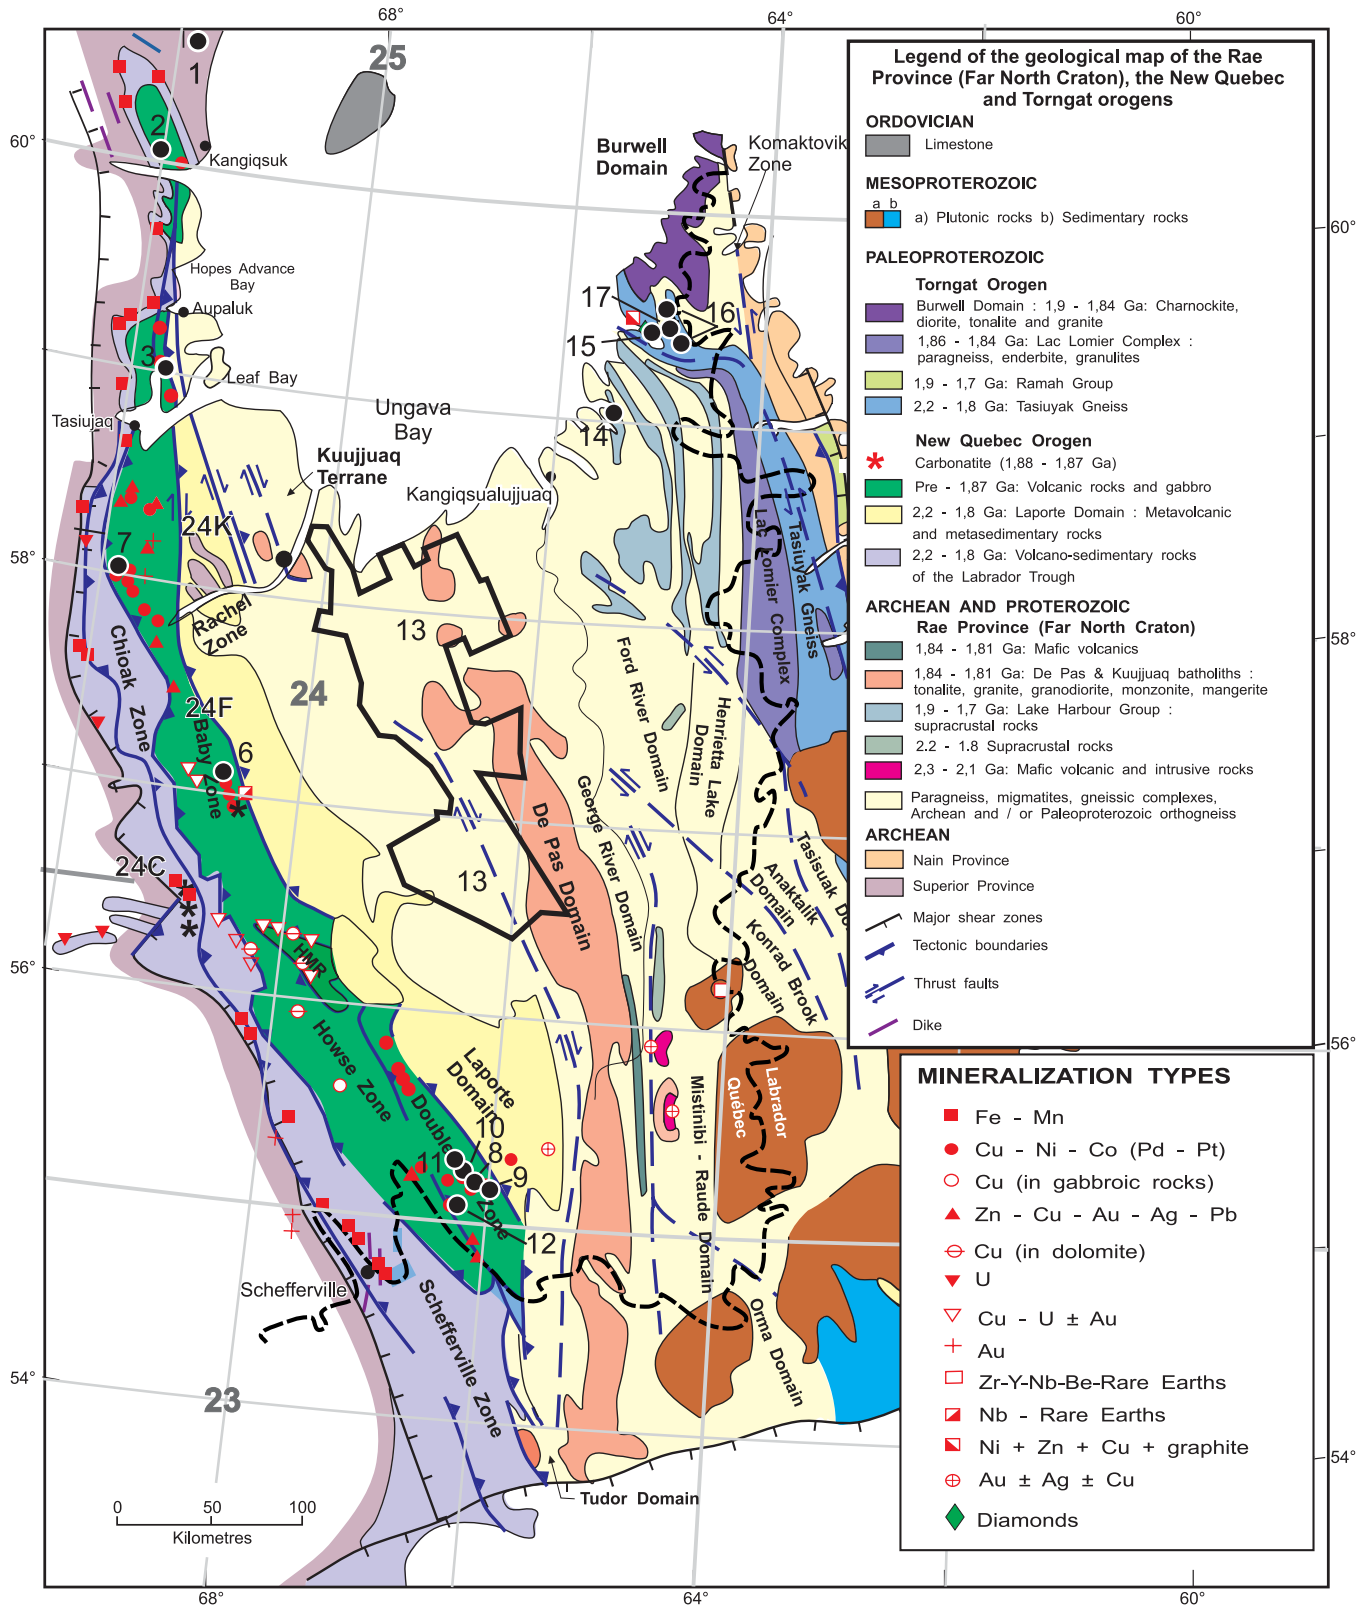 68°
64°
60°
25
1
2
Kangiqsuk
60°
Burwell
Domain
Komaktovik
Zone
Hopes Advance
Bay
Aupaluk
17
16
15
3
Leaf Bay
Tasiujaq
Ungava
Bay
14
Kuujjuaq
Terrane
Kangiqsualujjuaq
24K
7
58°
Rachel
Zone
13
Lac Lomier Complex
Tasiuyak Gneiss
Chioak Zone
24
24F
Baby Zone
6
Ford River Domain
Henrietta Lake
Domain
George River Domain
De Pas Domain
24C
13
Tasisuak Do
Anaktalik
Domain
Konrad Brook
Domain
HMR
56°
Howse Zone
Laporte
Domain
Doublet Zone
10
8
11
9
12
Mistinibi - Raude Domain
Québec
Labrador
Schefferville
Schefferville Zone
Orma Domain
54°
23
Tudor Domain
0 50 100
Kilometres
68°
64°
60°
60°
58°
56°
54°
Legend of the geological map of the Rae
Province (Far North Craton), the New Quebec
and Torngat orogens
ORDOVICIAN
Limestone
MESOPROTEROZOIC
a b
a) Plutonic rocks b) Sedimentary rocks
PALEOPROTEROZOIC
Torngat Orogen
Burwell Domain : 1,9 - 1,84 Ga: Charnockite,
diorite, tonalite and granite
1,86 - 1,84 Ga: Lac Lomier Complex :
paragneiss, enderbite, granulites
1,9 - 1,7 Ga: Ramah Group
2,2 - 1,8 Ga: Tasiuyak Gneiss
New Quebec Orogen
Carbonatite (1,88 - 1,87 Ga)
Pre - 1,87 Ga: Volcanic rocks and gabbro
2,2 - 1,8 Ga: Laporte Domain : Metavolcanic
and metasedimentary rocks
2,2 - 1,8 Ga: Volcano-sedimentary rocks
of the Labrador Trough
ARCHEAN AND PROTEROZOIC
Rae Province (Far North Craton)
1,84 - 1,81 Ga: Mafic volcanics
1,84 - 1,81 Ga: De Pas & Kuujjuaq batholiths :
tonalite, granite, granodiorite, monzonite, mangerite
1,9 - 1,7 Ga: Lake Harbour Group :
supracrustal rocks
2.2 - 1.8 Supracrustal rocks
2,3 - 2,1 Ga: Mafic volcanic and intrusive rocks
Paragneiss, migmatites, gneissic complexes,
Archean and / or Paleoproterozoic orthogneiss
ARCHEAN
Nain Province
Superior Province
Major shear zones
Tectonic boundaries
Thrust faults
Dike
MINERALIZATION TYPES
Fe - Mn
Cu - Ni - Co (Pd - Pt)
Cu (in gabbroic rocks)
Zn - Cu - Au - Ag - Pb
Cu (in dolomite)
U
Cu - U ± Au
Au
Zr-Y-Nb-Be-Rare Earths
Nb - Rare Earths
Ni + Zn + Cu + graphite
Au ± Ag ± Cu
Diamonds